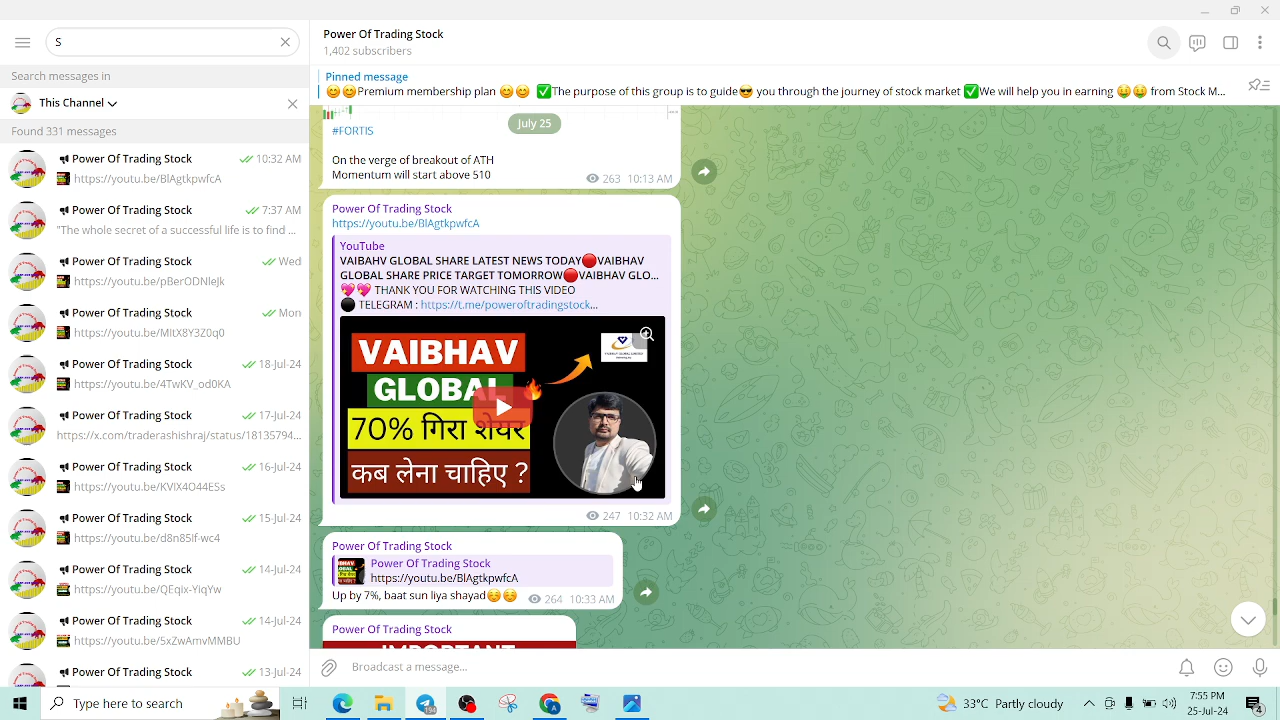 S
Power Of Trading Stock
1,402 subscribers
Search messages in
This Channel
Found 331 messages
Pinned message
😊😊Premium membership plan 😊😊 ✅The purpose of this group is to guide😎 you through the journey of stock market ✅We will help you in earning 🤑🤑 from Stock M...
Power Of Trading Stock 10:32 AM
https://youtu.be/BlAgtkpwfcA
Power Of Trading Stock 7:37 AM
"The whole secret of a successful life is to find ...
Power Of Trading Stock Wed
https://youtu.be/pBerODNleJk
Power Of Trading Stock Mon
https://youtu.be/MltX8Y3Z0q0
Power Of Trading Stock 18-Jul-24
https://youtu.be/4TwKV_od0KA
Power Of Trading Stock 17-Jul-24
https://x.com/traderashishraj/status/18135794...
Power Of Trading Stock 16-Jul-24
https://youtu.be/KVlX4O44ESs
Power Of Trading Stock 15-Jul-24
https://youtu.be/d8n85lf-wc4
Power Of Trading Stock 14-Jul-24
https://youtu.be/QEqix-YiqYw
Power Of Trading Stock 14-Jul-24
https://youtu.be/5xZwAmvMMBU
Power Of Trading Stock 13-Jul-24
July 25
#FORTIS
On the verge of breakout of ATH
Momentum will start above 510
263 10:13 AM
Power Of Trading Stock
https://youtu.be/BlAgtkpwfcA
YouTube
VAIBAHV GLOBAL SHARE LATEST NEWS TODAY🔴VAIBHAV
GLOBAL SHARE PRICE TARGET TOMORROW🔴VAIBHAV GLO...
💖💖 THANK YOU FOR WATCHING THIS VIDEO
⚫ TELEGRAM : https://t.me/poweroftradingstock...
VAIBHAV
GLOBAL
70% गिरा शेयर
कब लेना चाहिए ?
247 10:32 AM
Power Of Trading Stock
Power Of Trading Stock
https://youtu.be/BlAgtkpwfcA
Up by 7%, baat sun liya shayad😌😌 264 10:33 AM
Power Of Trading Stock
IMPORTANT
Broadcast a message...
Type here to search
33°C Partly cloudy
7:55 PM
25-Jul-24
4